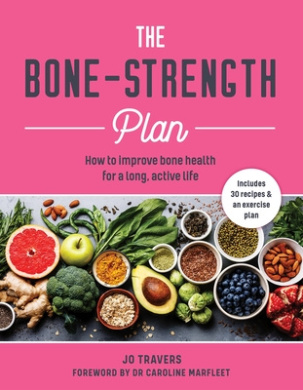 THE
BONE-STRENGTH
Plan
How to improve bone health
for a long, active life
Includes
30 recipes &
an exercise
plan
JO TRAVERS
FOREWORD BY DR CAROLINE MARFLEET